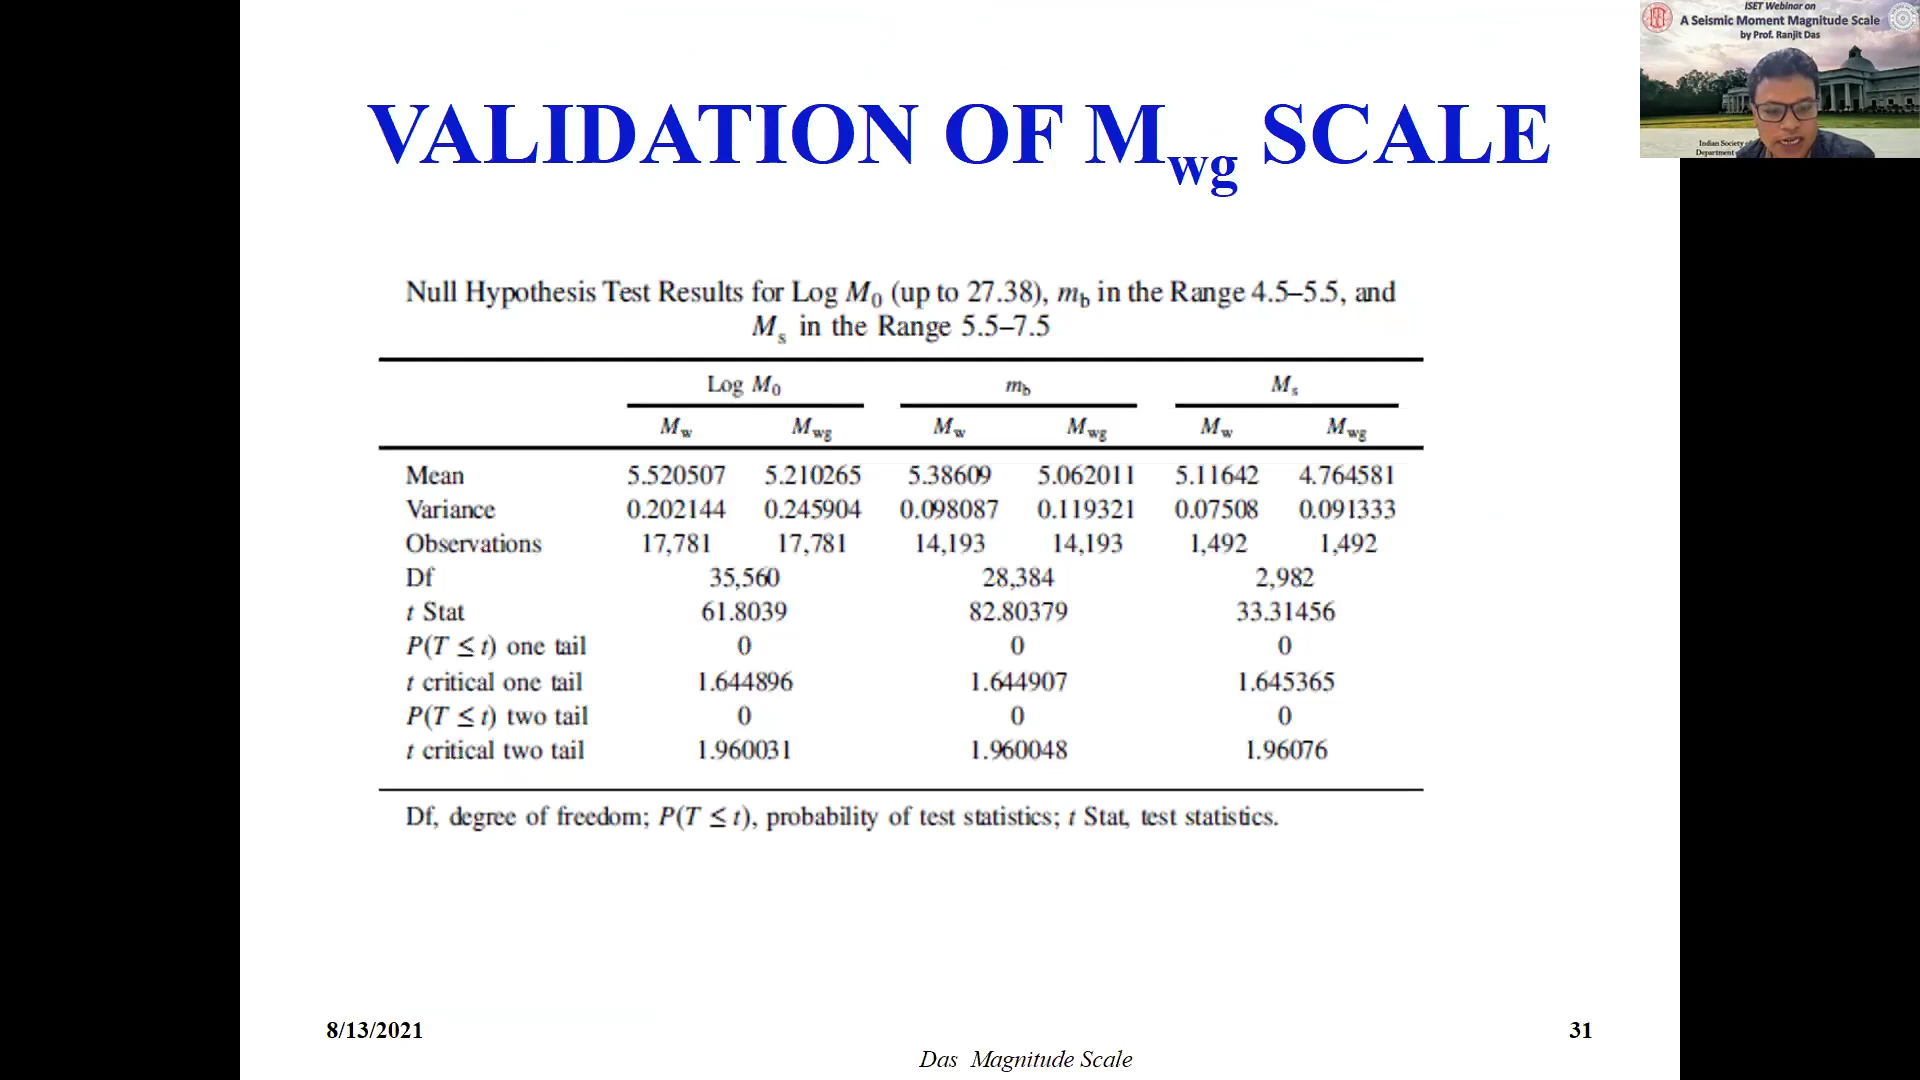 ISET Webinar on
A Seismic Moment Magnitude Scale
by Prof. Ranjit Das
Indian Society
Department
VALIDATION OF Mwg SCALE
Null Hypothesis Test Results for Log M0 (up to 27.38), mb in the Range 4.5–5.5, and
Ms in the Range 5.5–7.5
Log M0 mb Ms
Mw Mwg Mw Mwg Mw Mwg
Mean 5.520507 5.210265 5.38609 5.062011 5.11642 4.764581
Variance 0.202144 0.245904 0.098087 0.119321 0.07508 0.091333
Observations 17,781 17,781 14,193 14,193 1,492 1,492
Df 35,560 28,384 2,982
t Stat 61.8039 82.80379 33.31456
P(T ≤ t) one tail 0 0 0
t critical one tail 1.644896 1.644907 1.645365
P(T ≤ t) two tail 0 0 0
t critical two tail 1.960031 1.960048 1.96076
Df, degree of freedom; P(T ≤ t), probability of test statistics; t Stat, test statistics.
8/13/2021
31
Das Magnitude Scale